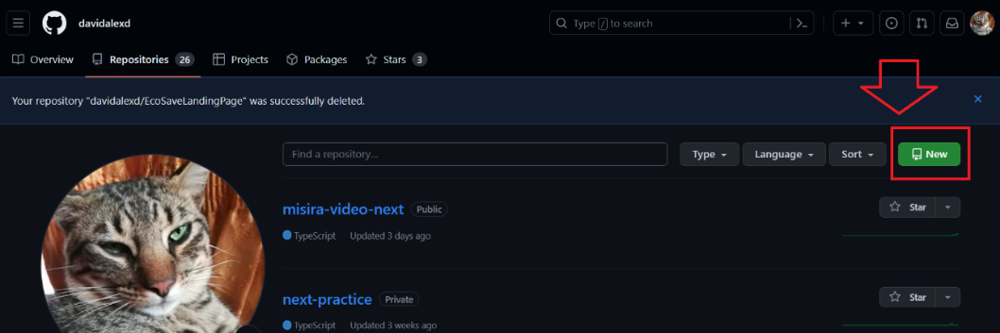 davidalexd
Type / to search
Overview Repositories 26 Projects Packages Stars 3
Your repository "davidalexd/EcoSaveLandingPage" was successfully deleted.
Find a repository... Type Language Sort New
misira-video-next Public
Star
TypeScript Updated 3 days ago
next-practice Private
Star
TypeScript Updated 3 weeks ago